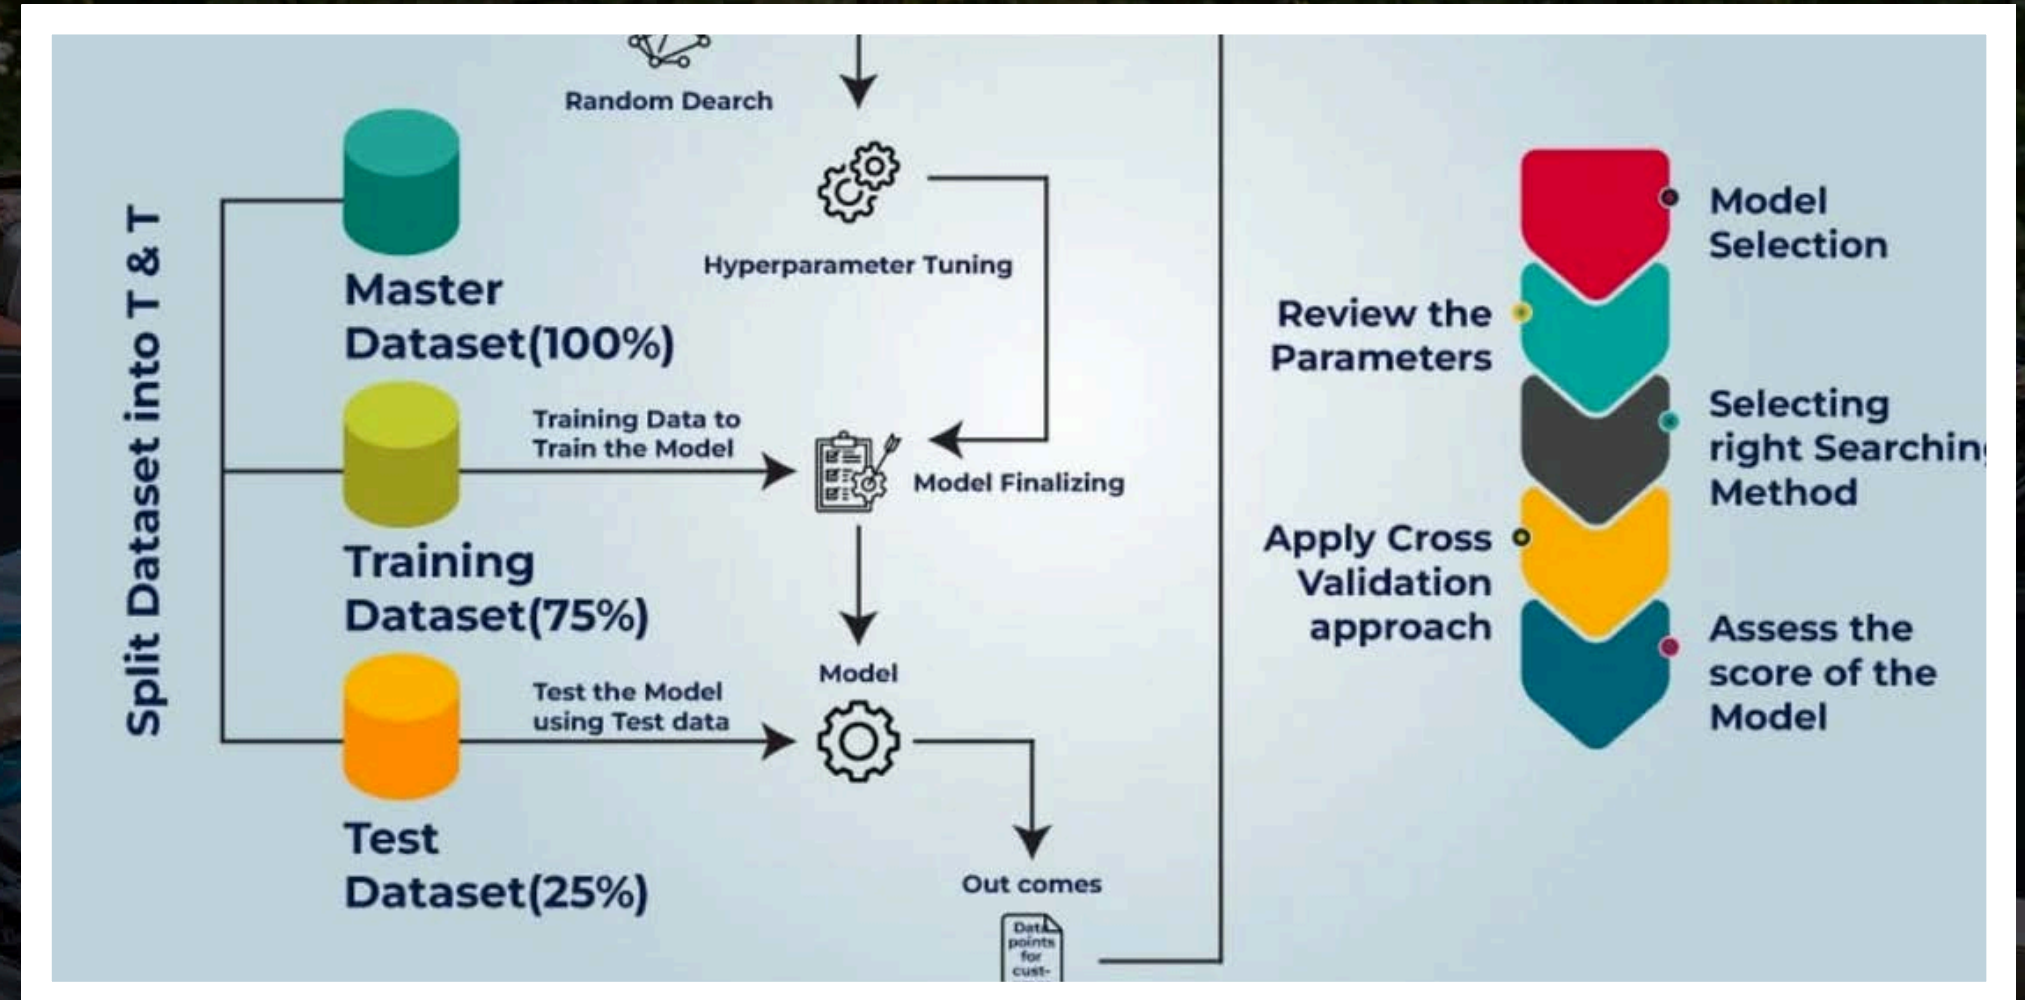 Random Dearch
Split Dataset into T & T
Master
Dataset(100%)
Hyperparameter Tuning
Training Data to
Train the Model
Model Finalizing
Training
Dataset(75%)
Model
Test the Model
using Test data
Test
Dataset(25%)
Out comes
Data
points
for
cust-
Model
Selection
Review the
Parameters
Selecting
right Searching
Method
Apply Cross
Validation
approach
Assess the
score of the
Model